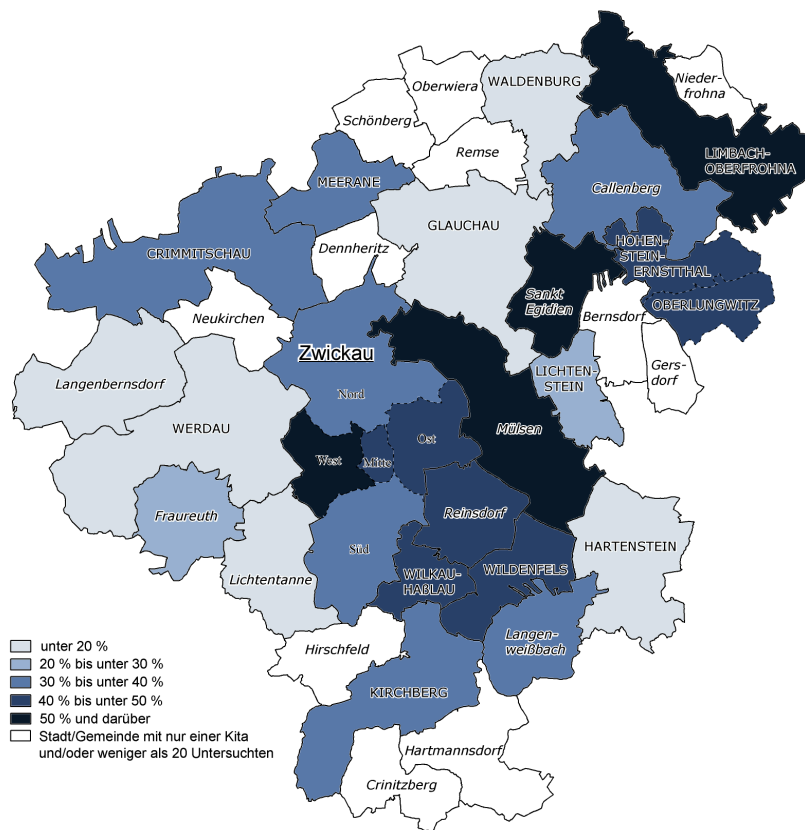 Oberwiera
WALDENBURG
Nieder-
frohna
Schönberg
Remse
LIMBACH-
OBERFROHNA
MEERANE
Callenberg
GLAUCHAU
Dennheritz
CRIMMITSCHAU
HOHEN-
STEIN-
ERNSTTHAL
Sankt
Egidien
OBERLUNGWITZ
Neukirchen
Bernsdorf
Zwickau
Langenbernsdorf
LICHTEN-
STEIN
Gers-
dorf
Nord
WERDAU
Mülsen
Ost
West
Mitte
Fraureuth
Reinsdorf
Süd
HARTENSTEIN
Lichtentanne
WILKAU-
HAßLAU
WILDENFELS
Langen-
weißbach
Hirschfeld
KIRCHBERG
Hartmannsdorf
Crinitzberg
unter 20 %
20 % bis unter 30 %
30 % bis unter 40 %
40 % bis unter 50 %
50 % und darüber
Stadt/Gemeinde mit nur einer Kita
und/oder weniger als 20 Untersuchten